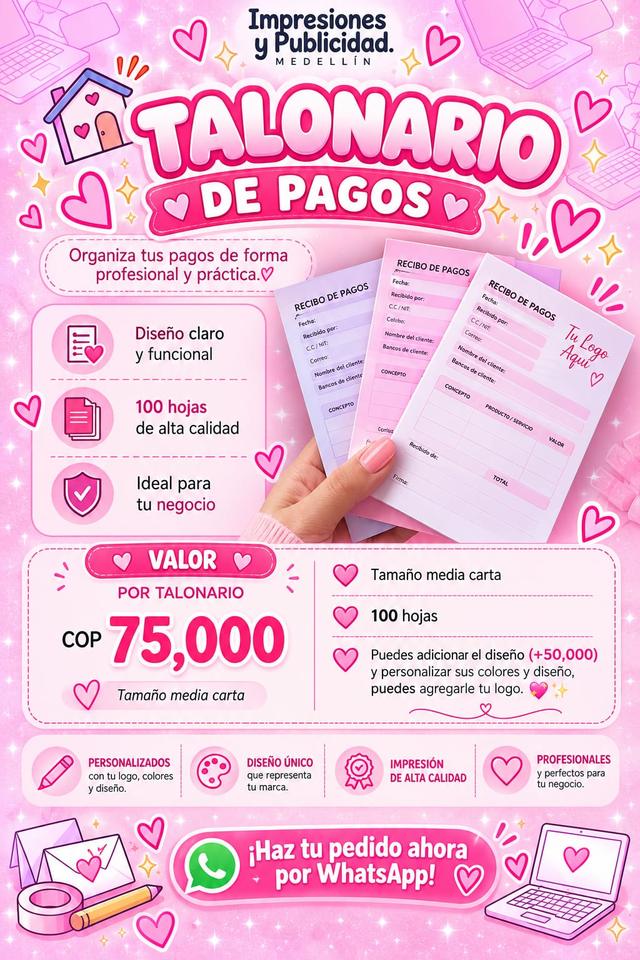 Impresiones
y Publicidad.
MEDELLÍN
TALONARIO
DE PAGOS
Organiza tus pagos de forma
profesional y práctica.
Diseño claro
y funcional
100 hojas
de alta calidad
Ideal para
tu negocio
RECIBO DE PAGOS
Fecha:
Recibido por:
C.C / NIT:
Correo:
Nombre del cliente:
Bancos de cliente:
CONCEPTO
RECIBO DE PAGOS
Fecha:
Recibido por:
C.C / NIT:
Nombre del cliente:
Bancos de cliente:
CONCEPTO
RECIBO DE PAGOS
Fecha:
Recibido por:
C.C / NIT:
Correo:
Nombre del cliente:
Bancos de cliente:
Tu Logo
Aquí
CONCEPTO PRODUCTO / SERVICIO VALOR
Recibido de:
TOTAL
Firma:
VALOR
POR TALONARIO
COP 75,000
Tamaño media carta
Tamaño media carta
100 hojas
Puedes adicionar el diseño (+50,000)
y personalizar sus colores y diseño,
puedes agregarle tu logo.
PERSONALIZADOS
con tu logo, colores
y diseño.
DISEÑO ÚNICO
que representa
tu marca.
IMPRESIÓN
DE ALTA CALIDAD
PROFESIONALES
y perfectos para
tu negocio.
¡Haz tu pedido ahora
por WhatsApp!